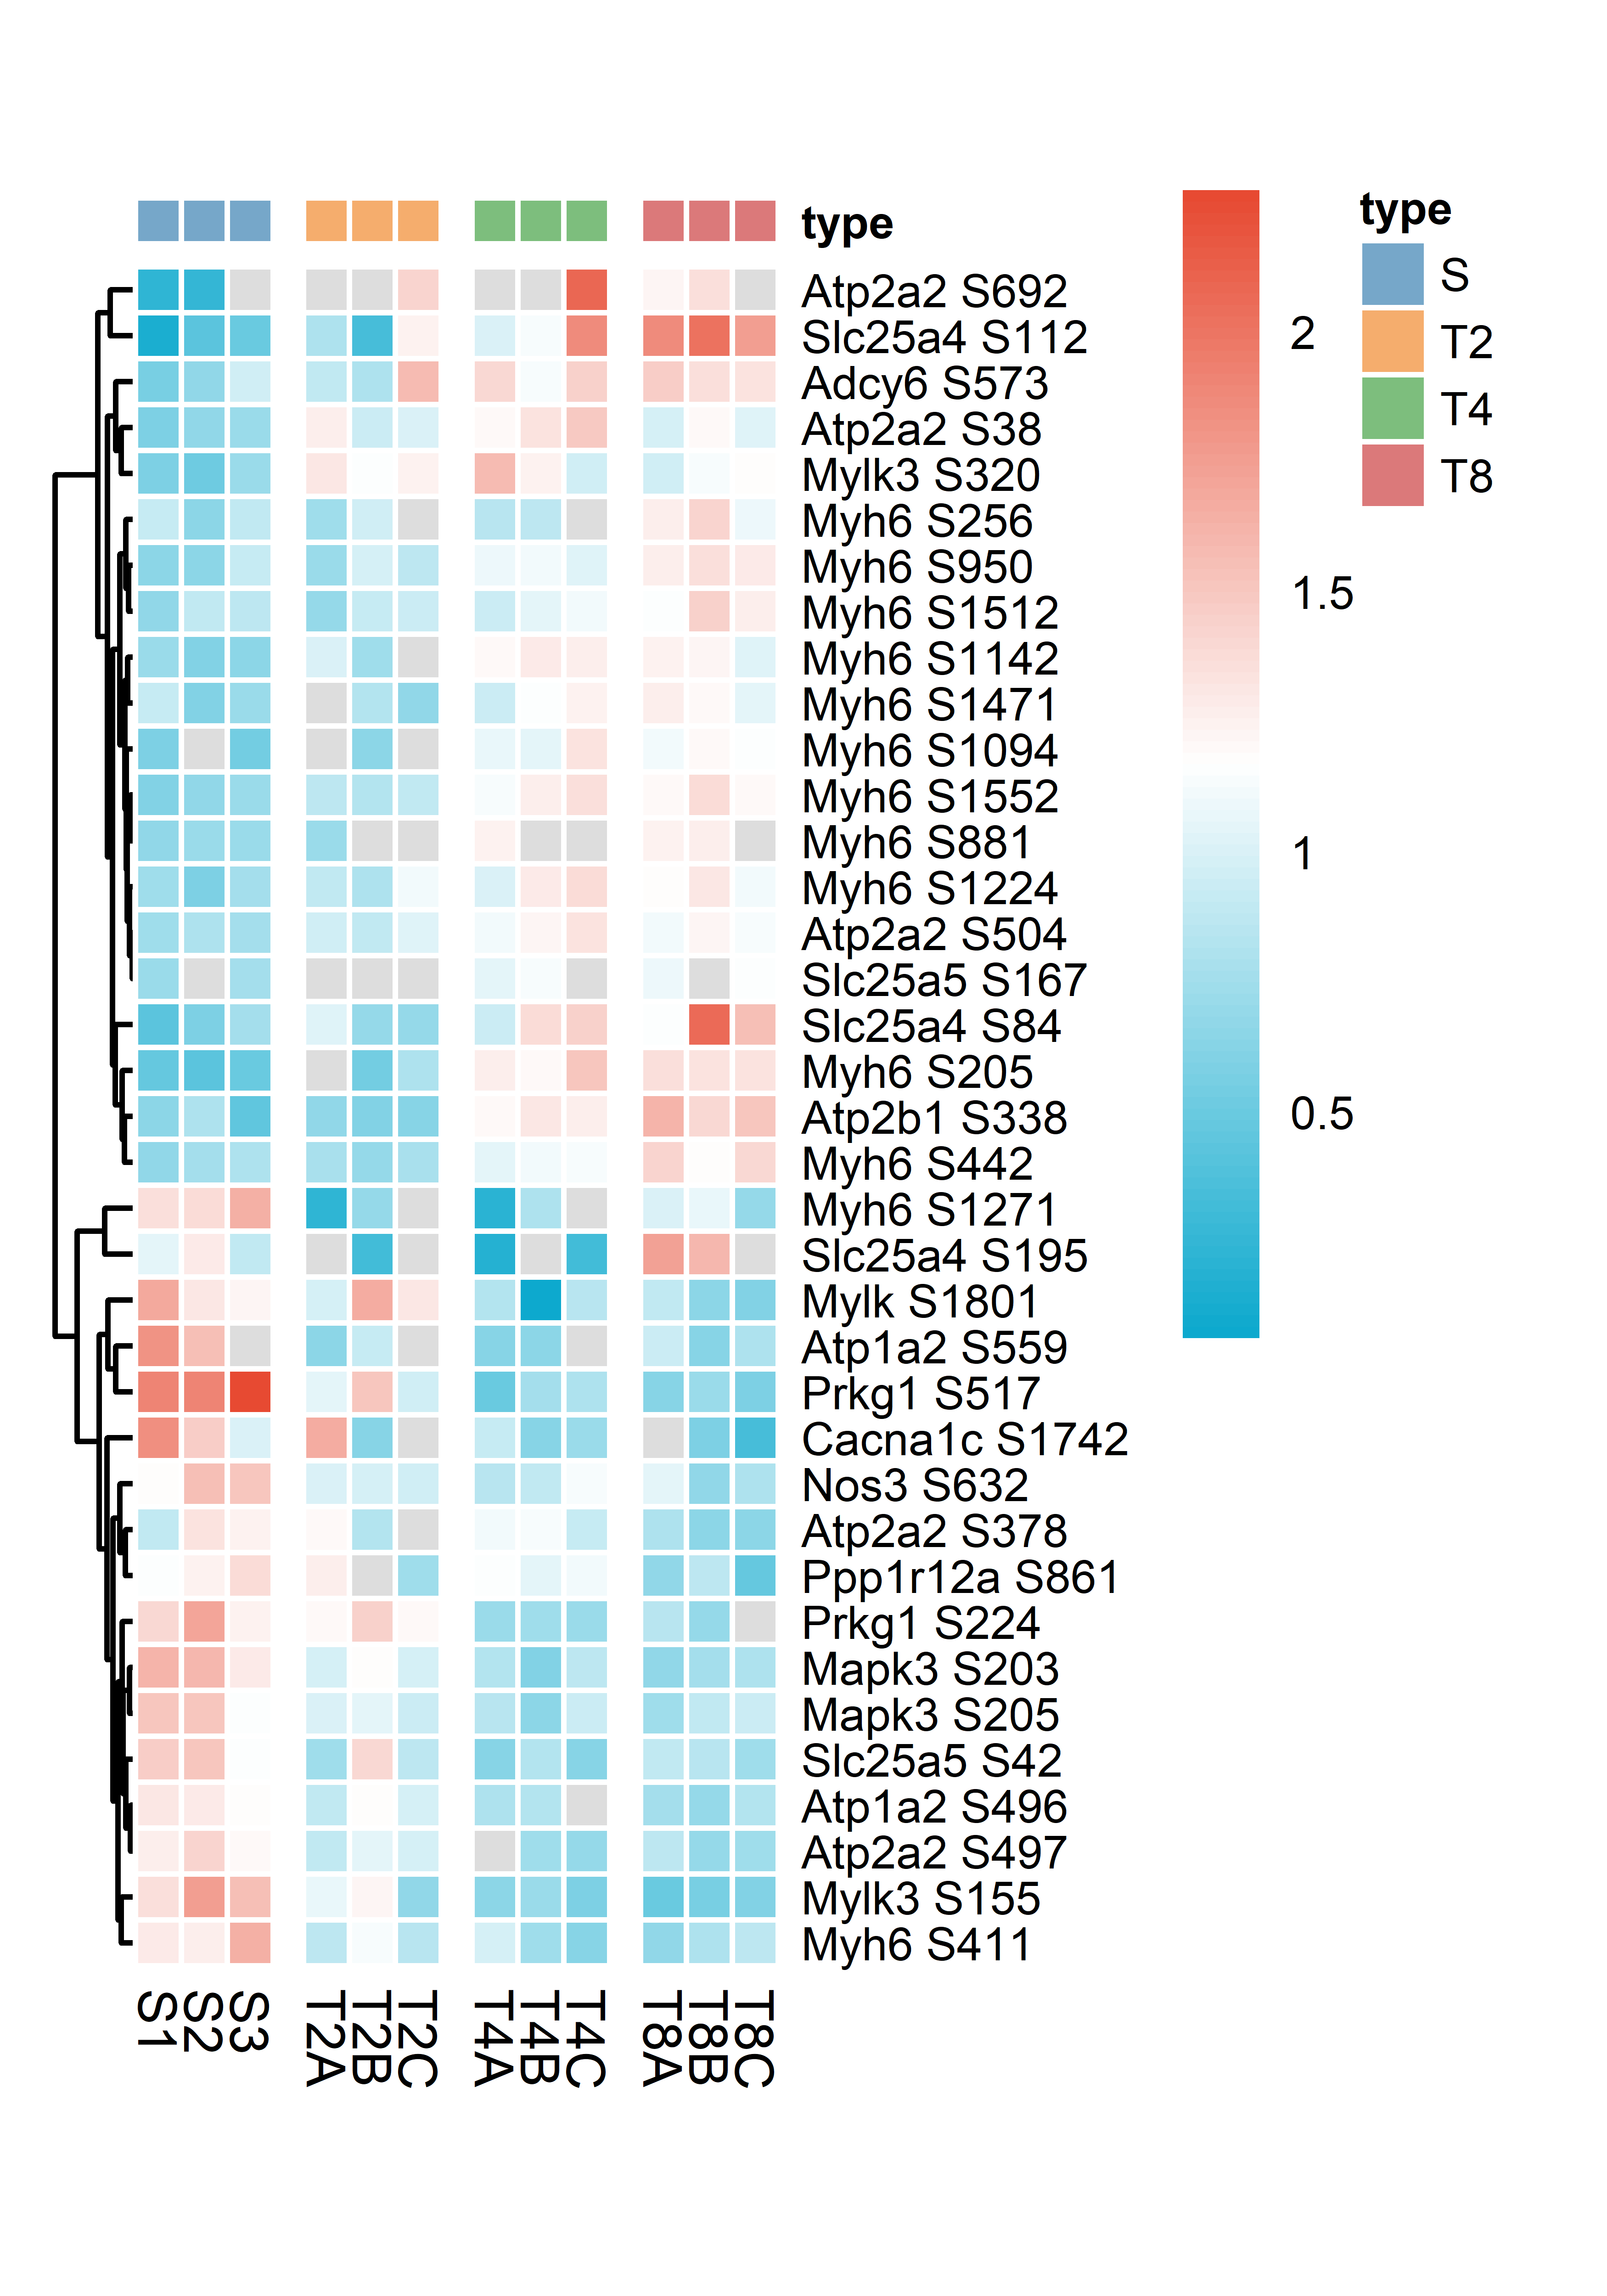 type
Atp2a2 S692
Slc25a4 S112
Adcy6 S573
Atp2a2 S38
Mylk3 S320
Myh6 S256
Myh6 S950
Myh6 S1512
Myh6 S1142
Myh6 S1471
Myh6 S1094
Myh6 S1552
Myh6 S881
Myh6 S1224
Atp2a2 S504
Slc25a5 S167
Slc25a4 S84
Myh6 S205
Atp2b1 S338
Myh6 S442
Myh6 S1271
Slc25a4 S195
Mylk S1801
Atp1a2 S559
Prkg1 S517
Cacna1c S1742
Nos3 S632
Atp2a2 S378
Ppp1r12a S861
Prkg1 S224
Mapk3 S203
Mapk3 S205
Slc25a5 S42
Atp1a2 S496
Atp2a2 S497
Mylk3 S155
Myh6 S411
S1
S2
S3
T2A
T2B
T2C
T4A
T4B
T4C
T8A
T8B
T8C
2
1.5
1
0.5
type
S
T2
T4
T8